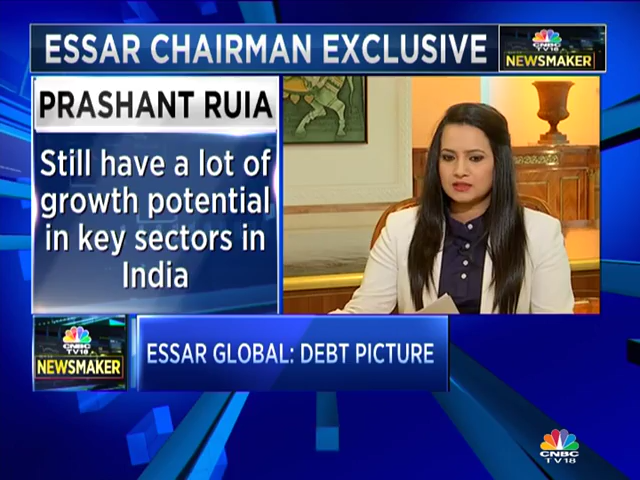 ESSAR CHAIRMAN EXCLUSIVE
CNBC
TV18
NEWSMAKER
PRASHANT RUIA
Still have a lot of
growth potential
in key sectors in
India
CNBC
TV18
NEWSMAKER
ESSAR GLOBAL: DEBT PICTURE
CNBC
TV18